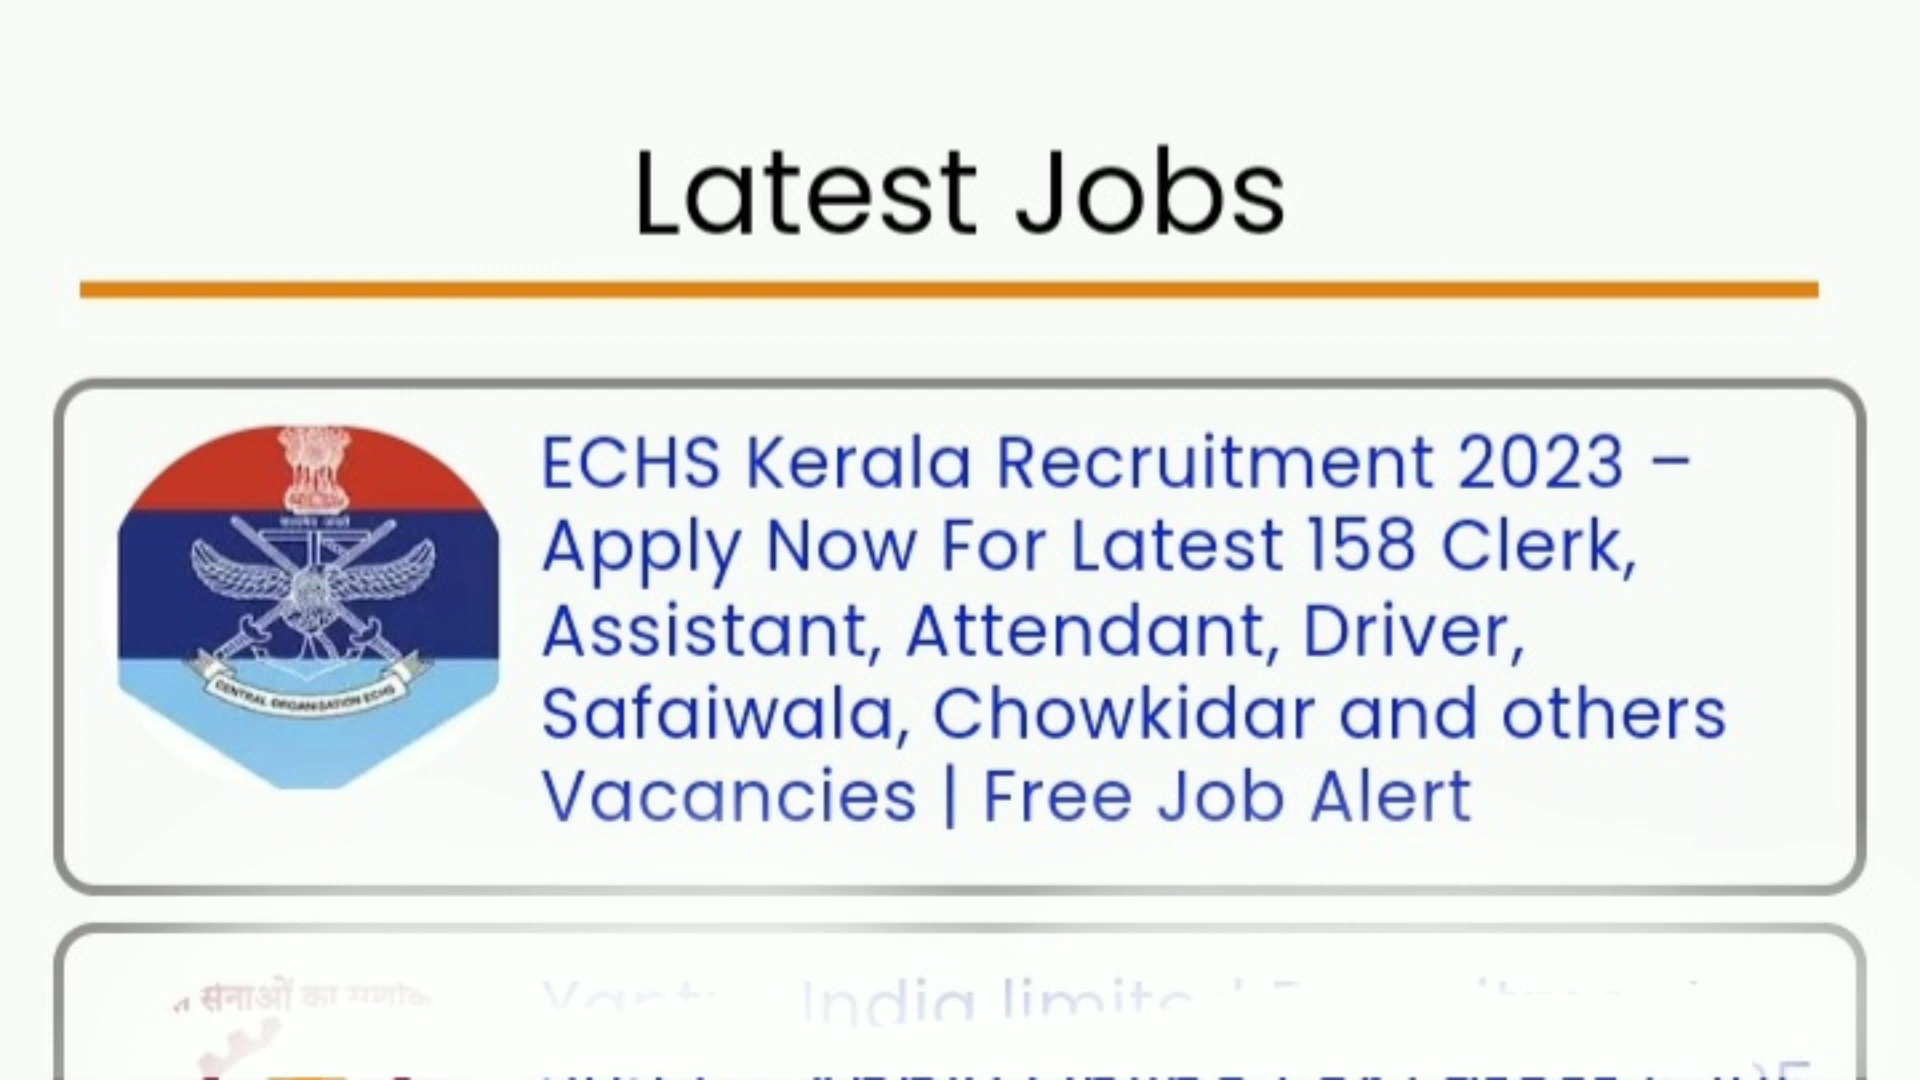 Latest Jobs
ECHS Kerala Recruitment 2023 –
Apply Now For Latest 158 Clerk,
Assistant, Attendant, Driver,
Safaiwala, Chowkidar and others
Vacancies | Free Job Alert
CENTRAL ORGANISATION ECHS
सेनाओं का
India